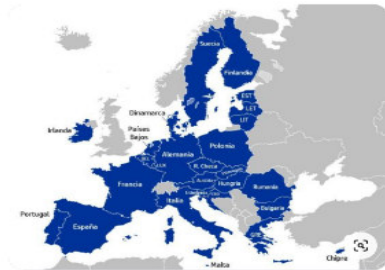 Suecia
Finlandia
EST
LET
LIT
Dinamarca
Irlanda
Países
Bajos
Polonia
Alemania
R. Checa
Francia
Hungría
Rumanía
Italia
Bulgaria
Portugal
España
Malta
Chipre